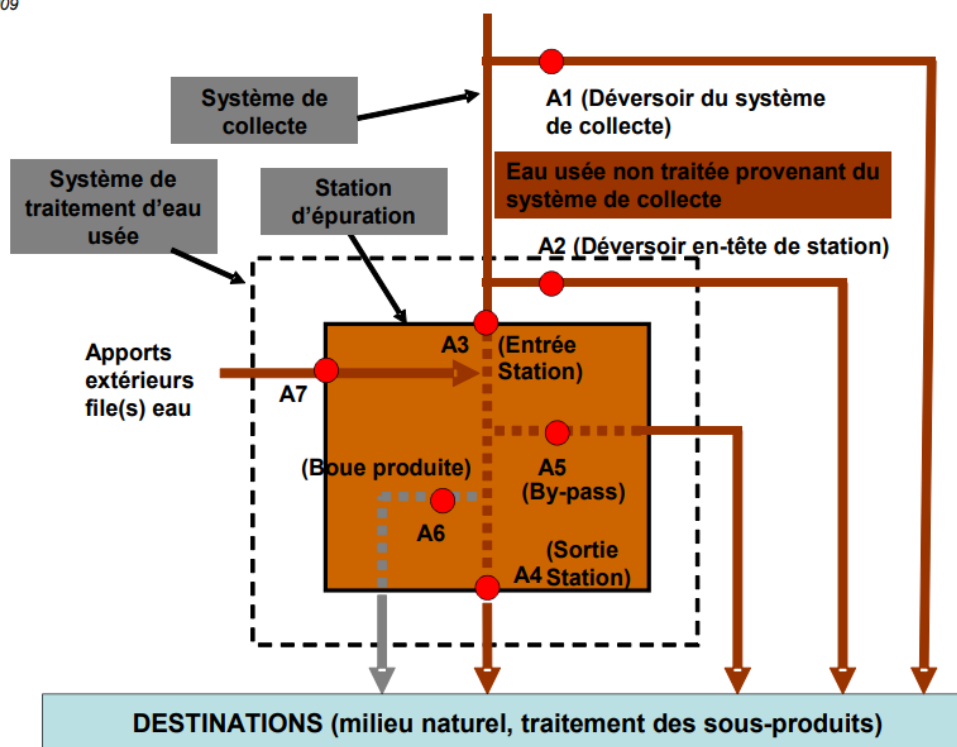 09
Système de
collecte
A1 (Déversoir du système
de collecte)
Eau usée non traitée provenant du
système de collecte
Système de
traitement d'eau
usée
Station
d'épuration
A2 (Déversoir en-tête de station)
A3
(Entrée
Station)
Apports
extérieurs
file(s) eau
A7
(Boue produite)
A5
(By-pass)
A6
(Sortie
Station)
A4
DESTINATIONS (milieu naturel, traitement des sous-produits)